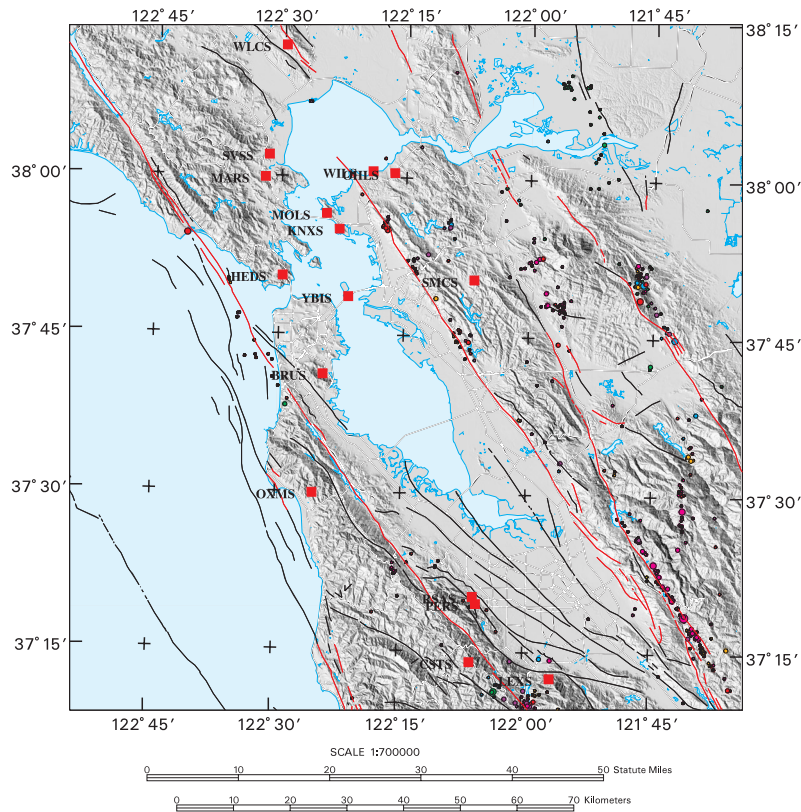 122°45′ 122°30′ 122°15′ 122°00′ 121°45′
38°15′
WLCS
SVSS
38°00′ MARS 38°00′
MOLS
KNXS
HEDS SMCS
YBIS
37°45′ 37°45′
BRUS
37°30′ OXMS 37°30′
PERS
37°15′ CSTS 37°15′
LEXS
122°45′ 122°30′ 122°15′ 122°00′ 121°45′
SCALE 1:700000
0 10 20 30 40 50 Statute Miles
0 10 20 30 40 50 60 70 Kilometers